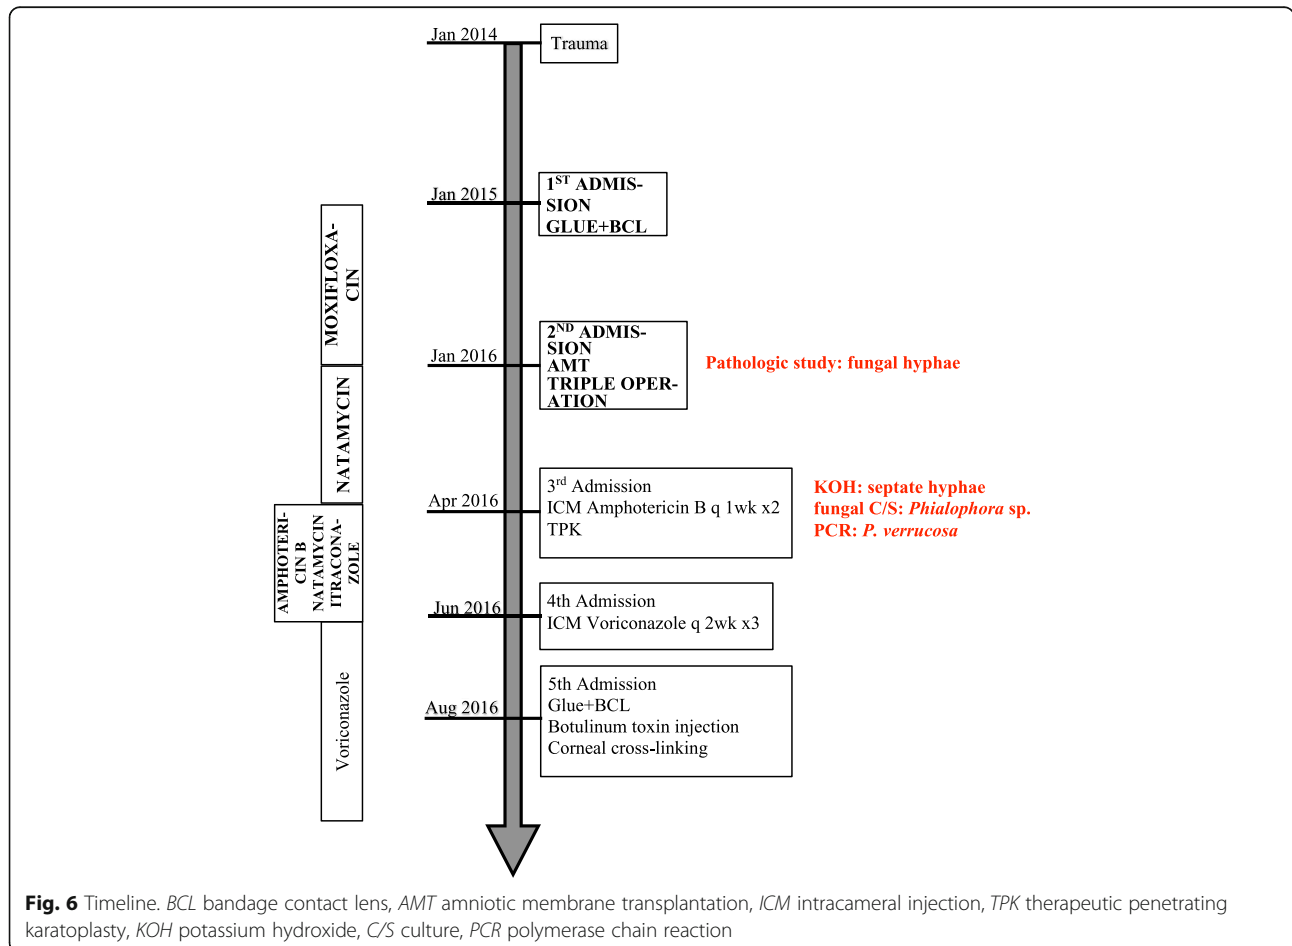 Jan 2014
Trauma
Jan 2015
1ST ADMIS-
SION
GLUE+BCL
MOXIFLOXA-
CIN
Jan 2016
2ND ADMIS-
SION
AMT
TRIPLE OPER-
ATION
Pathologic study: fungal hyphae
NATAMYCIN
Apr 2016
3rd Admission
ICM Amphotericin B q 1wk x2
TPK
KOH: septate hyphae
fungal C/S: Phialophora sp.
PCR: P. verrucosa
AMPHOTERI-
CIN B
NATAMYCIN
ITRACONA-
ZOLE
Jun 2016
4th Admission
ICM Voriconazole q 2wk x3
Voriconazole
Aug 2016
5th Admission
Glue+BCL
Botulinum toxin injection
Corneal cross-linking
Fig. 6 Timeline. BCL bandage contact lens, AMT amniotic membrane transplantation, ICM intracameral injection, TPK therapeutic penetrating
karatoplasty, KOH potassium hydroxide, C/S culture, PCR polymerase chain reaction